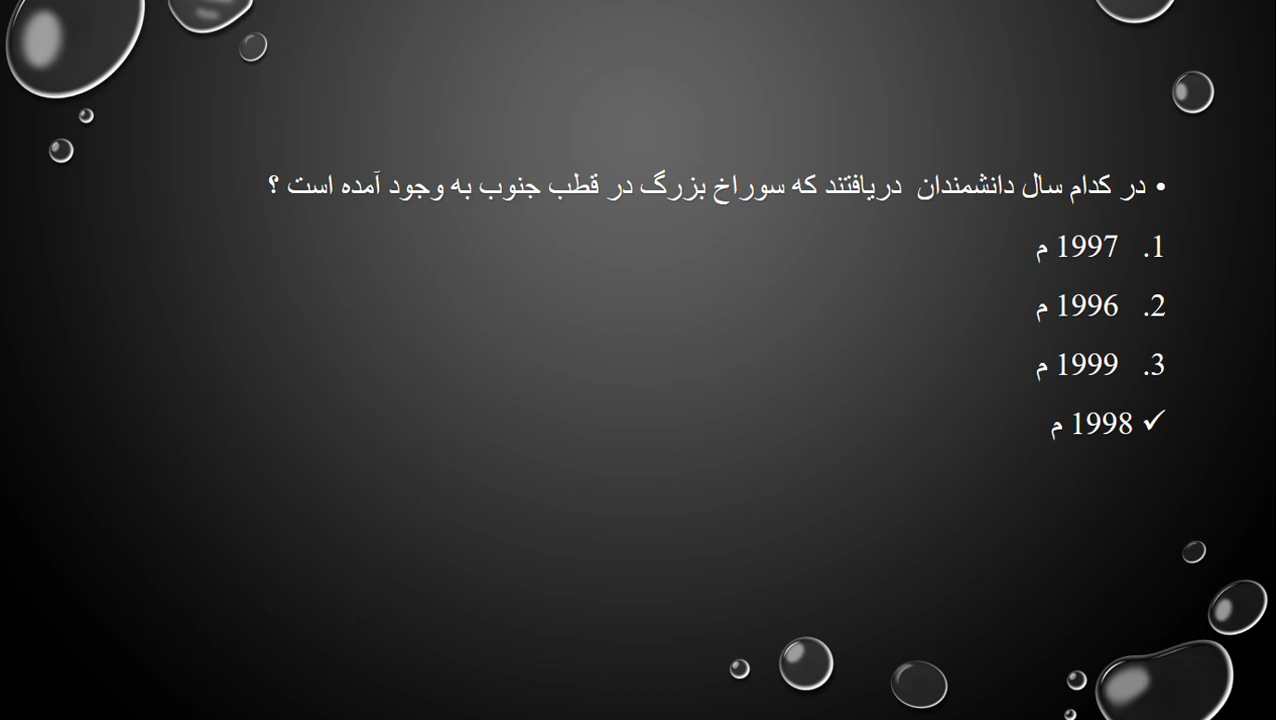 • در کدام سال دانشمندان دریافتند که سوراخ بزرگ در قطب جنوب به وجود آمده است ؟
1. 1997 م
2. 1996 م
3. 1999 م
✓ 1998 م